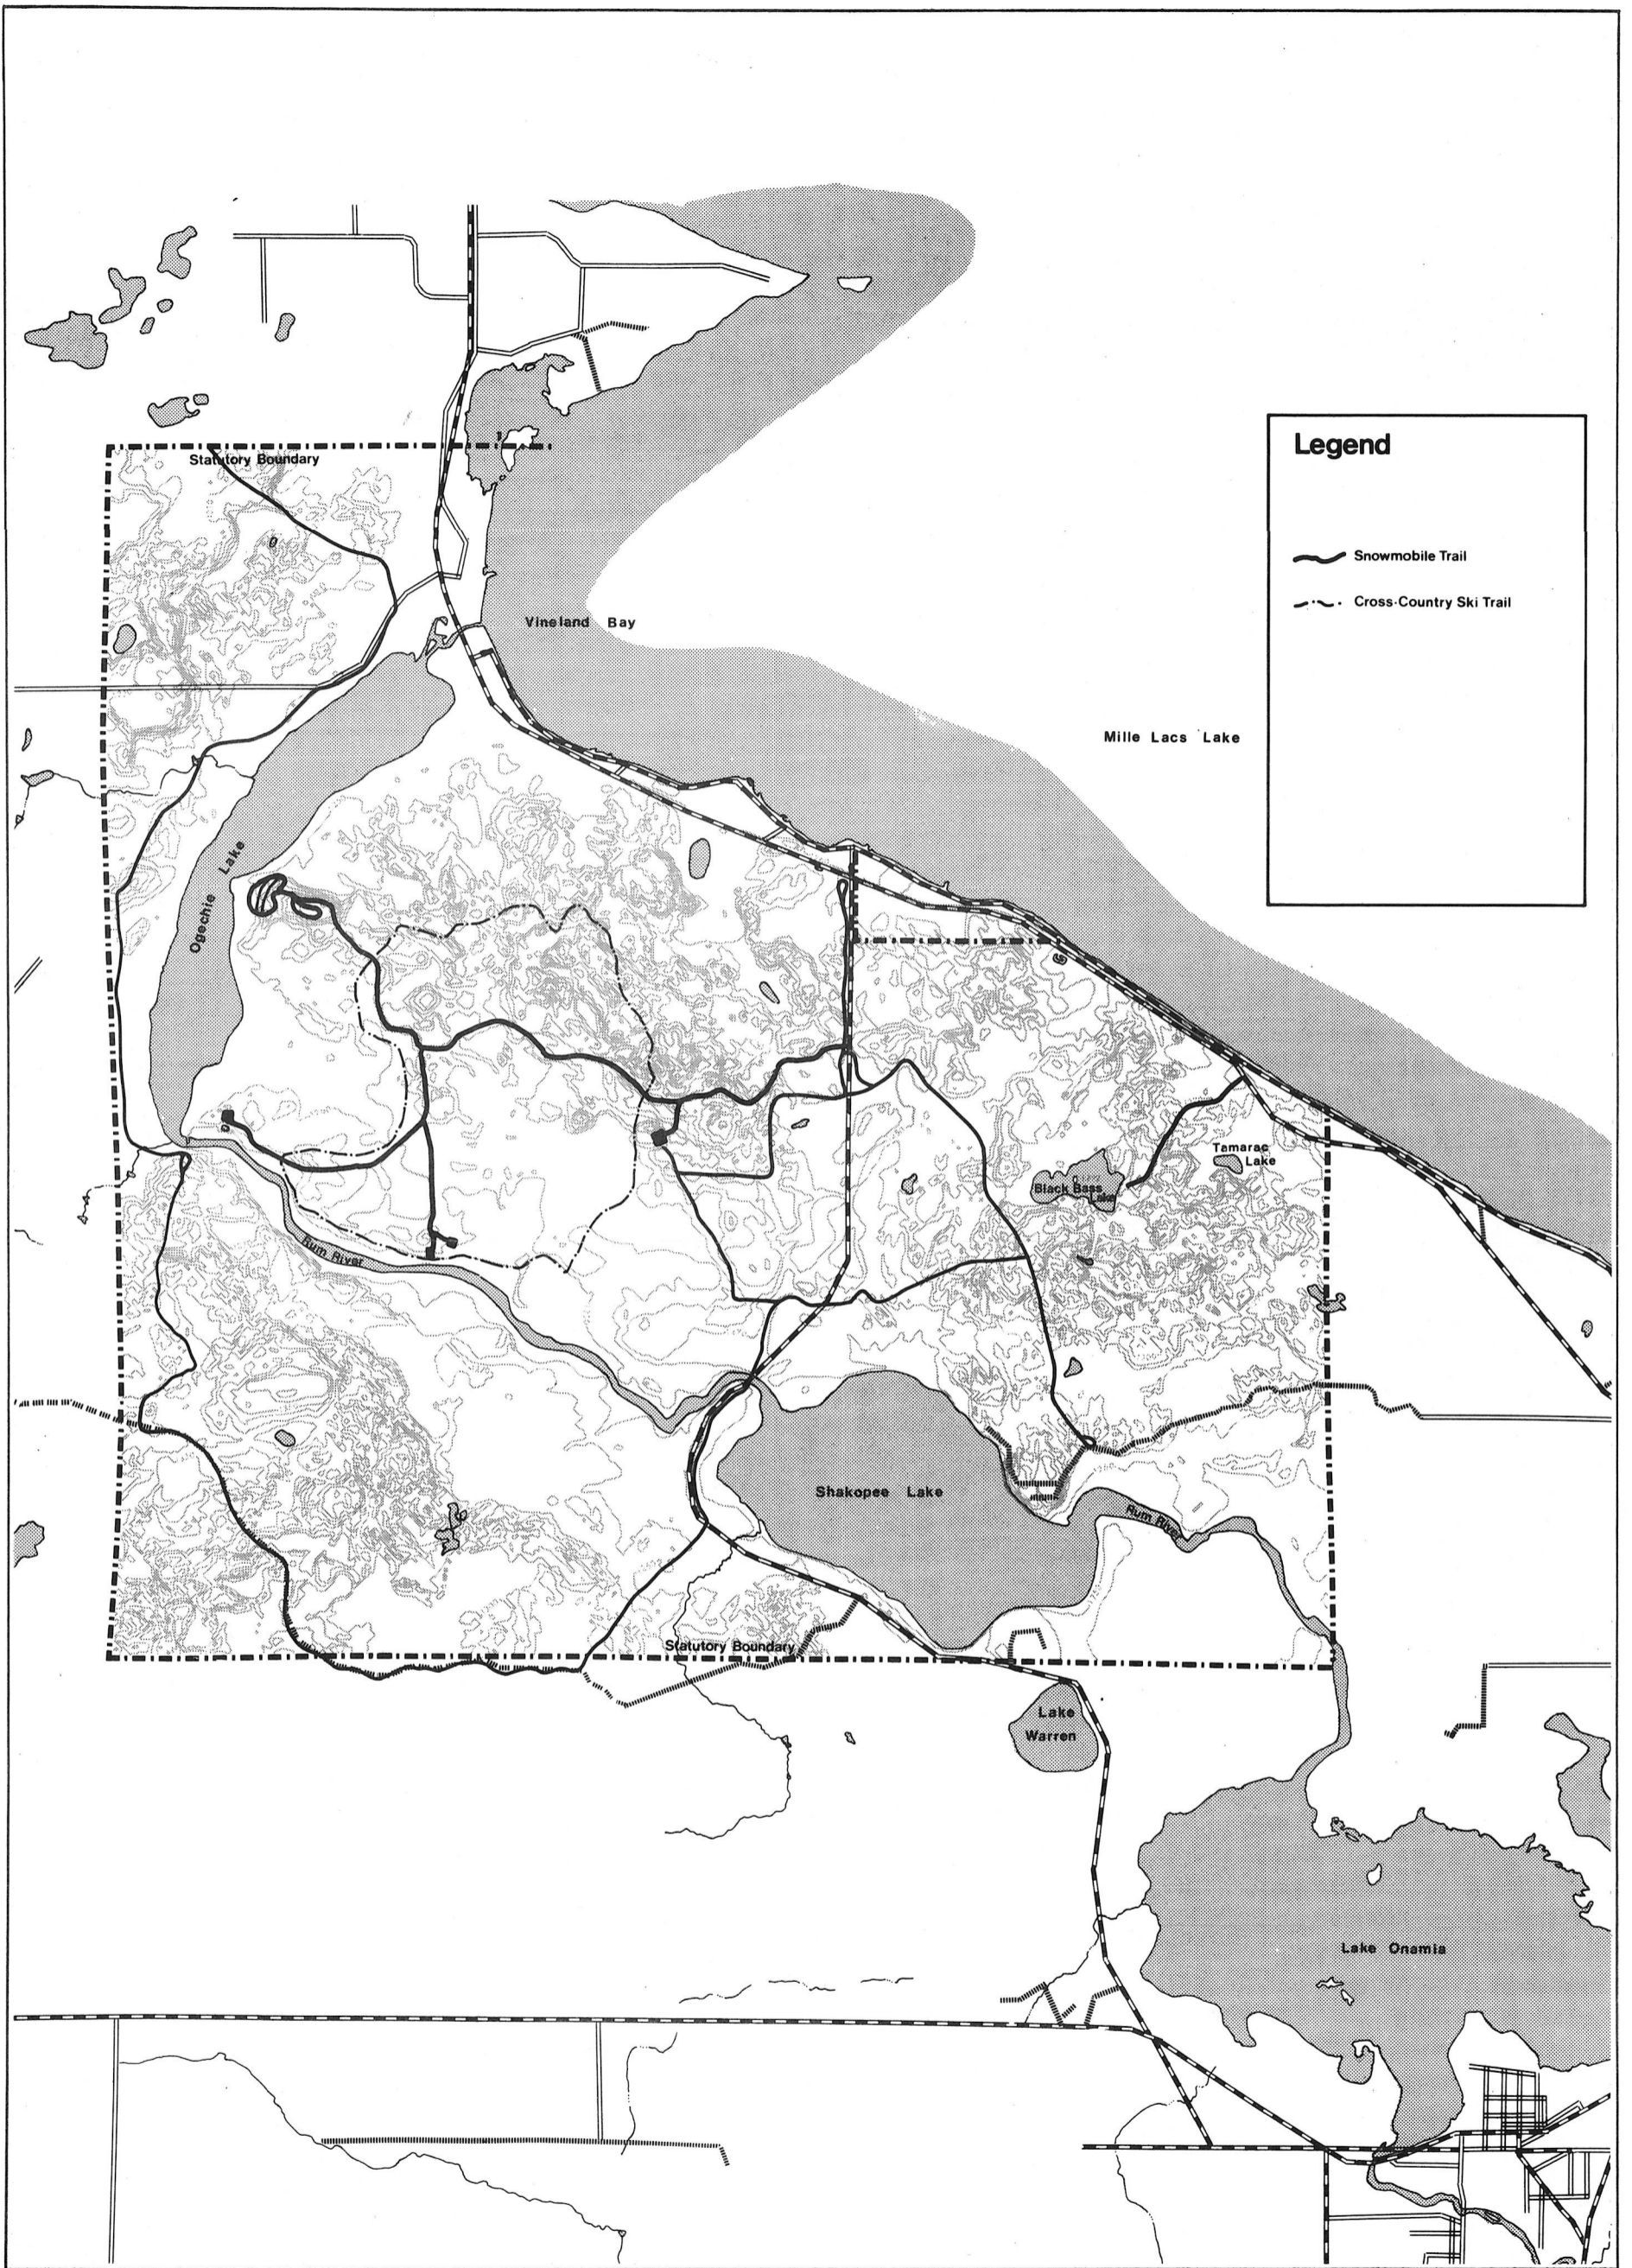 Legend
Statutory Boundary
Snowmobile Trail
Cross-Country Ski Trail
Vineland Bay
Mille Lacs Lake
Ogechie Lake
Tamarac
Lake
Black Bass
Lake
Rum River
Shakopee Lake
Rum River
Statutory Boundary
Lake
Warren
Lake Onamia